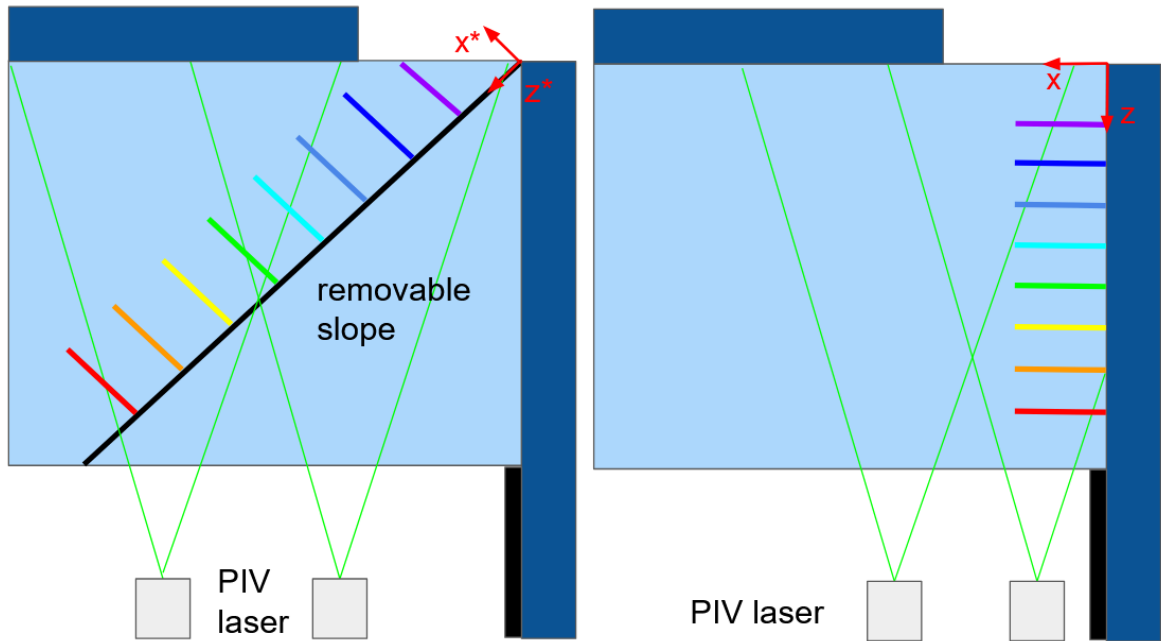 x*
z*
removable
slope
PIV
laser
x
z
PIV laser